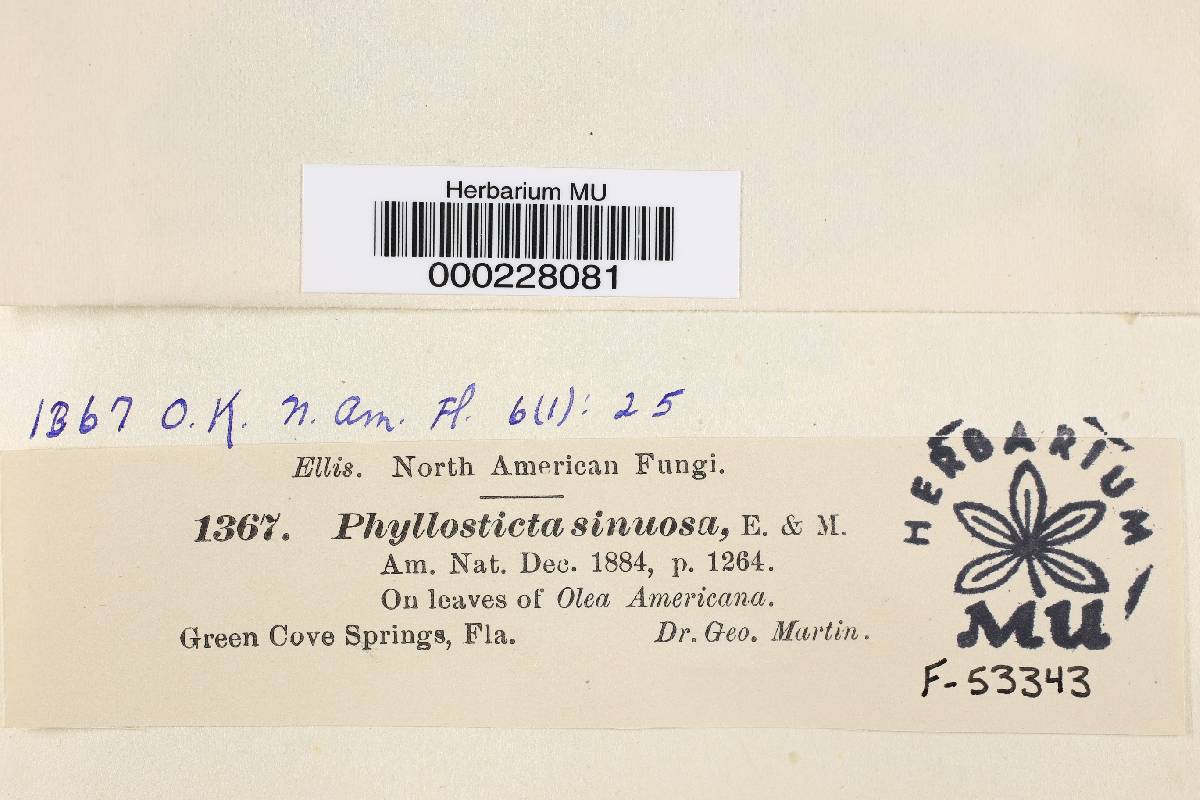 Herbarium MU
000228081
1367 O.K. N. Am. Fl. 6(1): 25
Ellis. North American Fungi.
1367. Phyllosticta sinuosa, E. & M.
Am. Nat. Dec. 1884, p. 1264.
On leaves of Olea Americana.
Green Cove Springs, Fla. Dr. Geo. Martin.
HERBARIUM
MU
F-53343